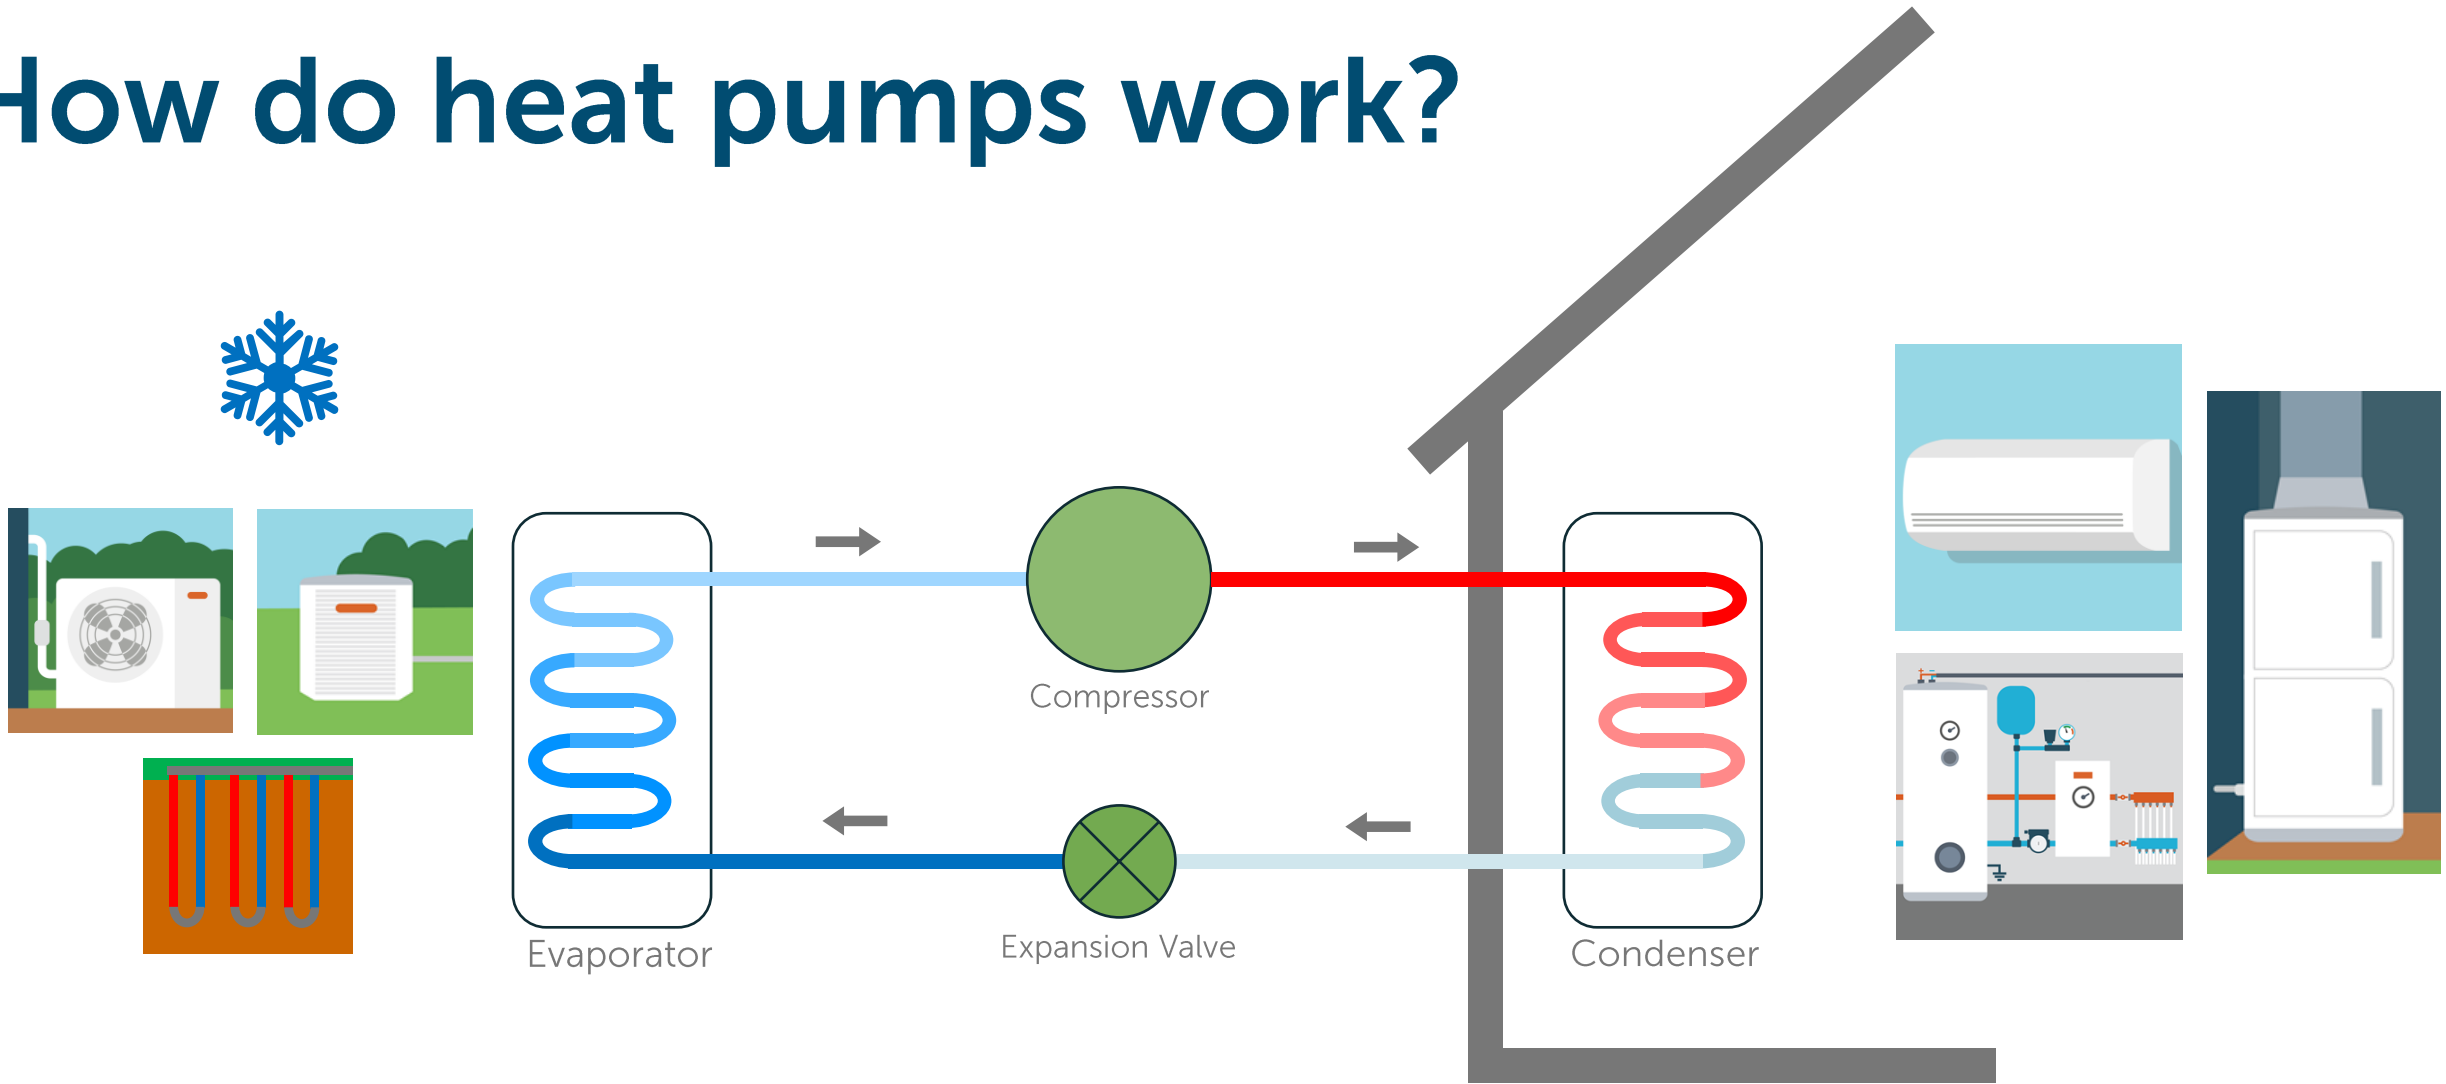 How do heat pumps work?
Compressor
Expansion Valve
Evaporator
Condenser